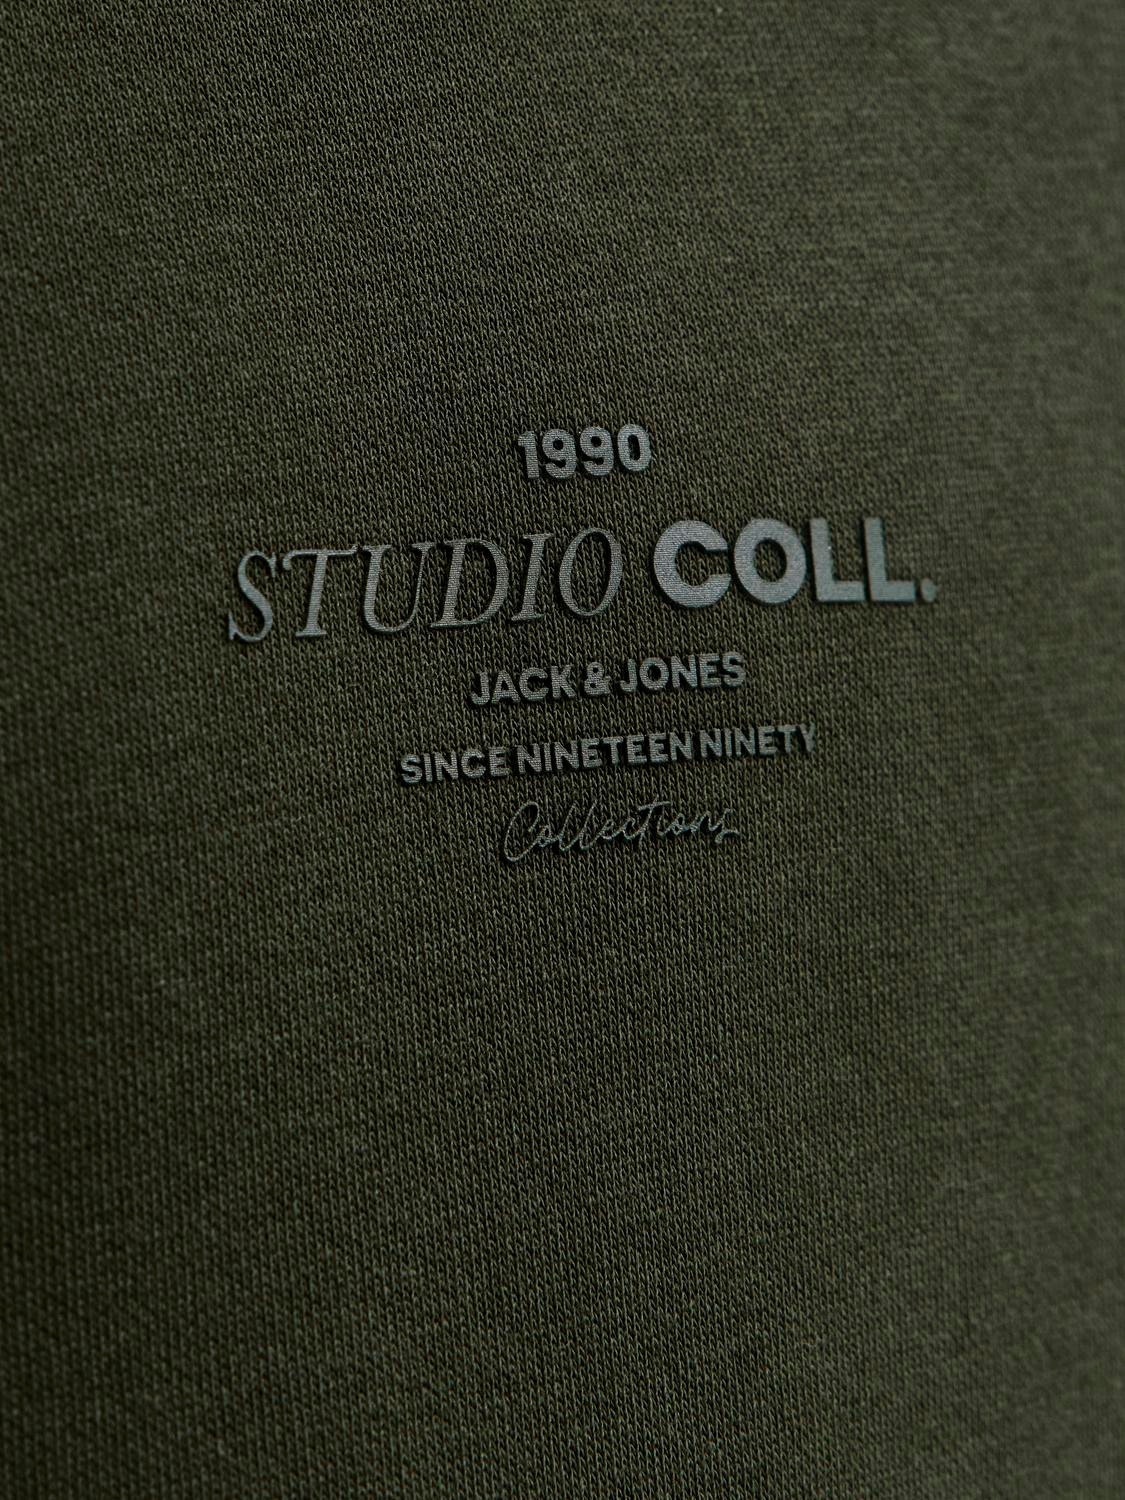 1990
STUDIO COLL.
JACK & JONES
SINCE NINETEEN NINETY
Collections